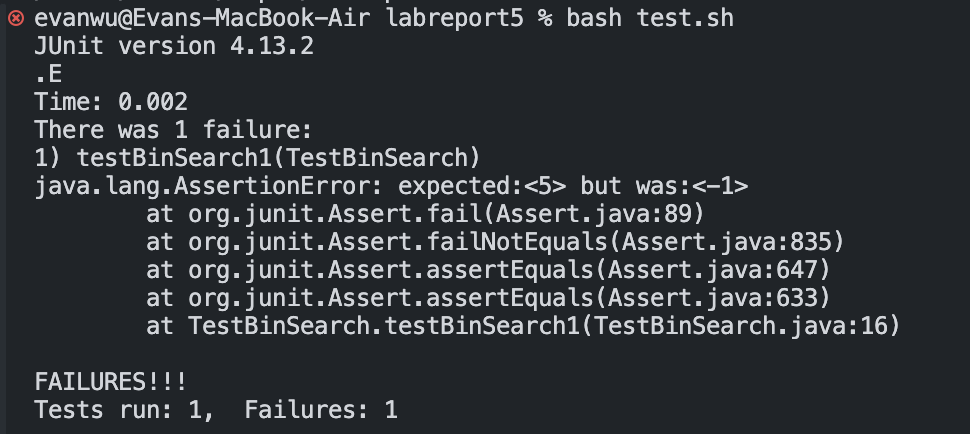 evanwu@Evans-MacBook-Air labreport5 % bash test.sh
JUnit version 4.13.2
.E
Time: 0.002
There was 1 failure:
1) testBinSearch1(TestBinSearch)
java.lang.AssertionError: expected:<5> but was:<-1>
        at org.junit.Assert.fail(Assert.java:89)
        at org.junit.Assert.failNotEquals(Assert.java:835)
        at org.junit.Assert.assertEquals(Assert.java:647)
        at org.junit.Assert.assertEquals(Assert.java:633)
        at TestBinSearch.testBinSearch1(TestBinSearch.java:16)

FAILURES!!!
Tests run: 1,  Failures: 1